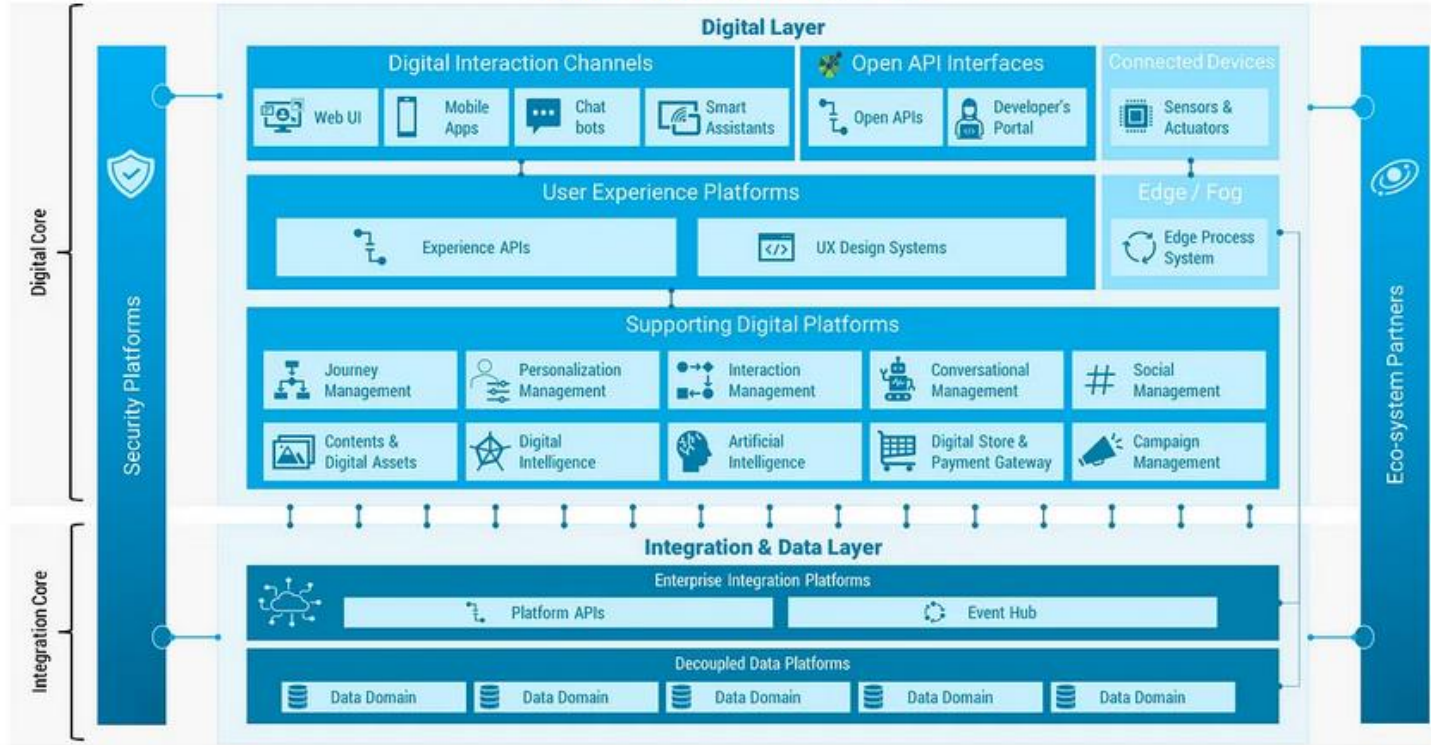 Digital Layer
Digital Interaction Channels
Web UI
Mobile
Apps
Chat
bots
Smart
Assistants
Open API Interfaces
Open APIs
Developer's
Portal
Connected Devices
Sensors &
Actuators
User Experience Platforms
Experience APIs
UX Design Systems
Edge / Fog
Edge Process
System
Supporting Digital Platforms
Journey
Management
Personalization
Management
Interaction
Management
Conversational
Management
Social
Management
Contents &
Digital Assets
Digital
Intelligence
Artificial
Intelligence
Digital Store &
Payment Gateway
Campaign
Management
Digital Core
Security Platforms
Eco-system Partners
Integration Core
Integration & Data Layer
Enterprise Integration Platforms
Platform APIs
Event Hub
Decoupled Data Platforms
Data Domain
Data Domain
Data Domain
Data Domain
Data Domain